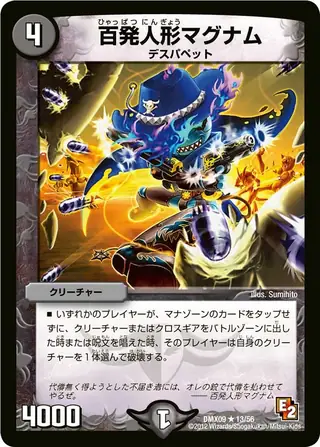 4
ひゃっぱつ にんぎょう
百発人形マグナム
デスパペット
illus. Sumihito
クリーチャー
■ いずれかのプレイヤーが、マナゾーンのカードをタップせ
ずに、クリーチャーまたはクロスギアをバトルゾーンに出
した時または呪文を唱えた時、そのプレイヤーは自身のクリ
ーチャーを1体選んで破壊する。
代償無く得ようとした不届き者には、オレの銃で代償を払わせて
やる。 ―― 百発人形マグナム
4000
DMX09 ★ 13/56
©2012 Wizards/Shogakukan/Mitsui-Kids
E2